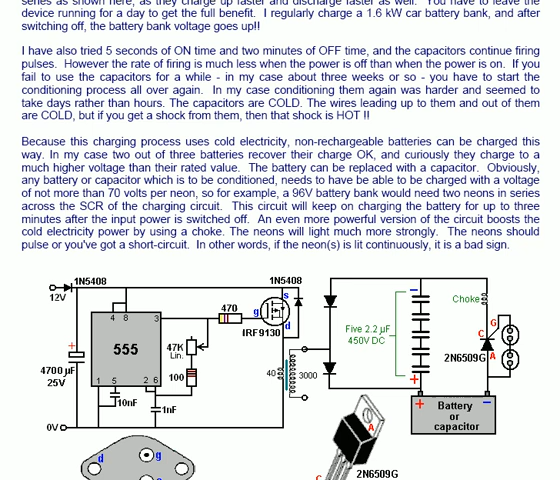 series as shown here, as they charge up faster and discharge faster as well. You have to leave the
device running for a day to get the full benefit. I regularly charge a 1.6 kW car battery bank, and after
switching off, the battery bank voltage goes up!!
I have also tried 5 seconds of ON time and two minutes of OFF time, and the capacitors continue firing
pulses. However the rate of firing is much less when the power is off than when the power is on. If you
fail to use the capacitors for a while - in my case about three weeks or so - you have to start the
conditioning process all over again. In my case conditioning them again was harder and seemed to
take days rather than hours. The capacitors are COLD. The wires leading up to them and out of them
are COLD, but if you get a shock from them, then that shock is HOT !!
Because this charging process uses cold electricity, non-rechargeable batteries can be charged this
way. In my case two out of three batteries recover their charge OK, and curiously they charge to a
much higher voltage than their rated value. The battery can be replaced with a capacitor. Obviously,
any battery or capacitor which is to be conditioned, needs to have be able to be charged with a voltage
of not more than 70 volts per neon, so for example, a 96V battery bank would need two neons in series
across the SCR of the charging circuit. This circuit will keep on charging the battery for up to three
minutes after the input power is switched off. An even more powerful version of the circuit boosts the
cold electricity power by using a choke. The neons will light much more strongly. The neons should
pulse or you've got a short-circuit. In other words, if the neon(s) is lit continuously, it is a bad sign.
1N5408
12V
1N5408
470
s
g
d
IRF9130
4 8 3
555
1 5 2 6
47K
Lin.
100
+
4700 µF
25V
10nF
1nF
0V
40
3000
−
Five 2.2 µF
450V DC
+
Choke
G
C
A
2N6509G
+ −
Battery
or
capacitor
d
g
A
C
2N6509G